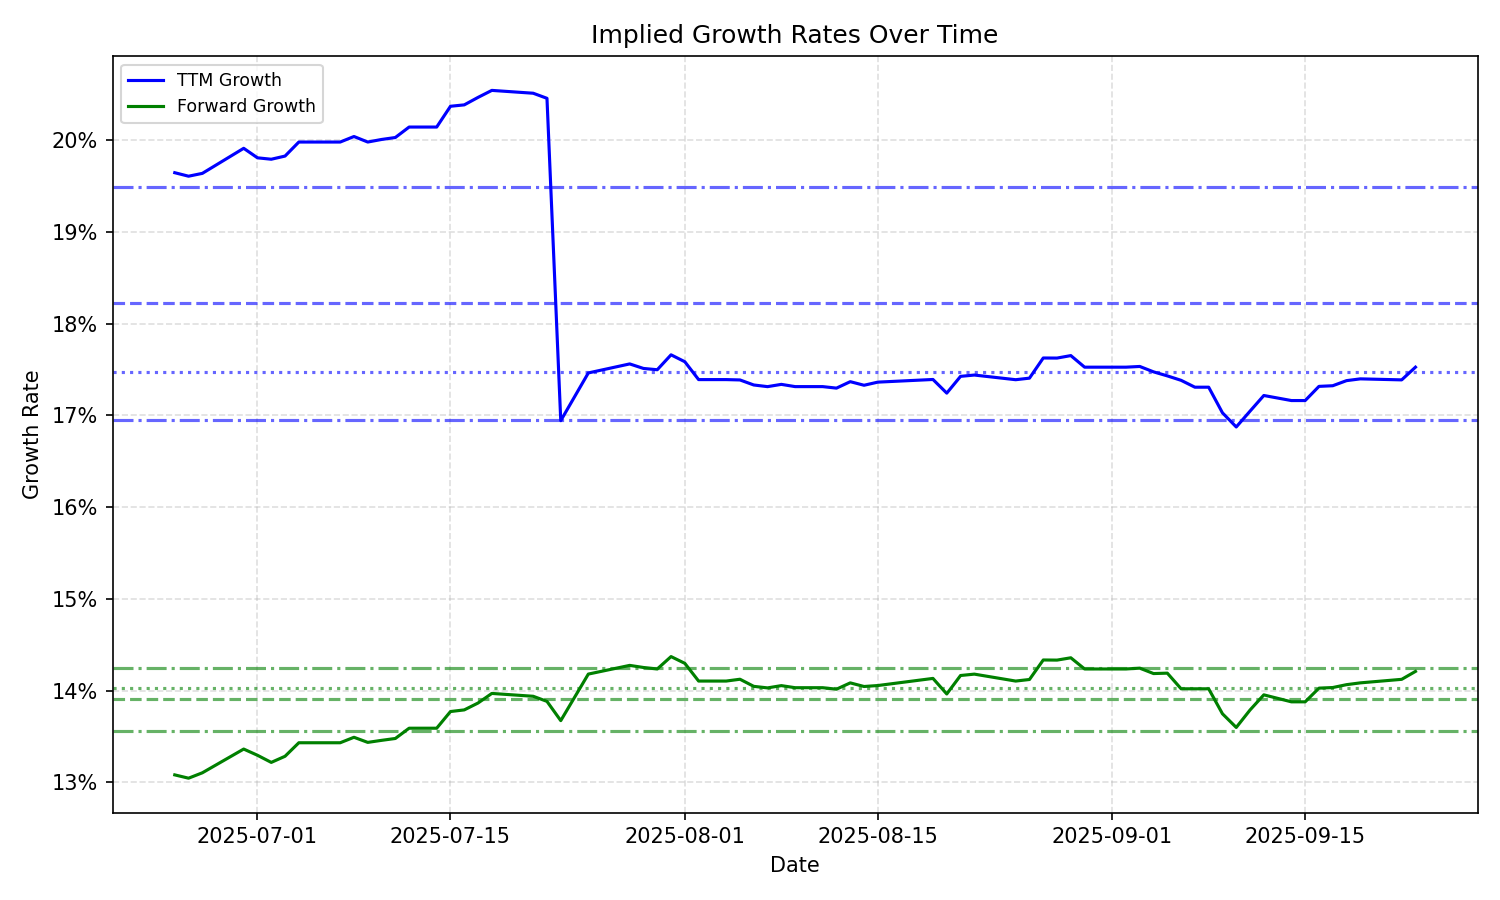 Implied Growth Rates Over Time
TTM Growth
Forward Growth
20%
19%
18%
17%
16%
15%
14%
13%
Growth Rate
2025-07-01
2025-07-15
2025-08-01
2025-08-15
2025-09-01
2025-09-15
Date